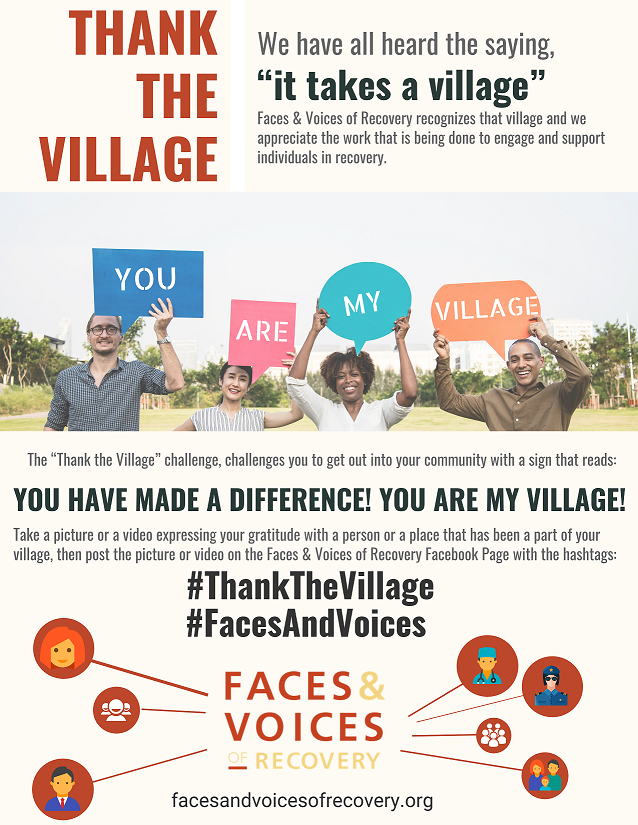 THANK
THE
VILLAGE
We have all heard the saying,
“it takes a village”
Faces & Voices of Recovery recognizes that village and we
appreciate the work that is being done to engage and support
individuals in recovery.
YOU
ARE
MY
VILLAGE
The “Thank the Village” challenge, challenges you to get out into your community with a sign that reads:
YOU HAVE MADE A DIFFERENCE! YOU ARE MY VILLAGE!
Take a picture or a video expressing your gratitude with a person or a place that has been a part of your
village, then post the picture or video on the Faces & Voices of Recovery Facebook Page with the hashtags:
#ThankTheVillage
#FacesAndVoices
FACES &
VOICES
OF RECOVERY
facesandvoicesofrecovery.org